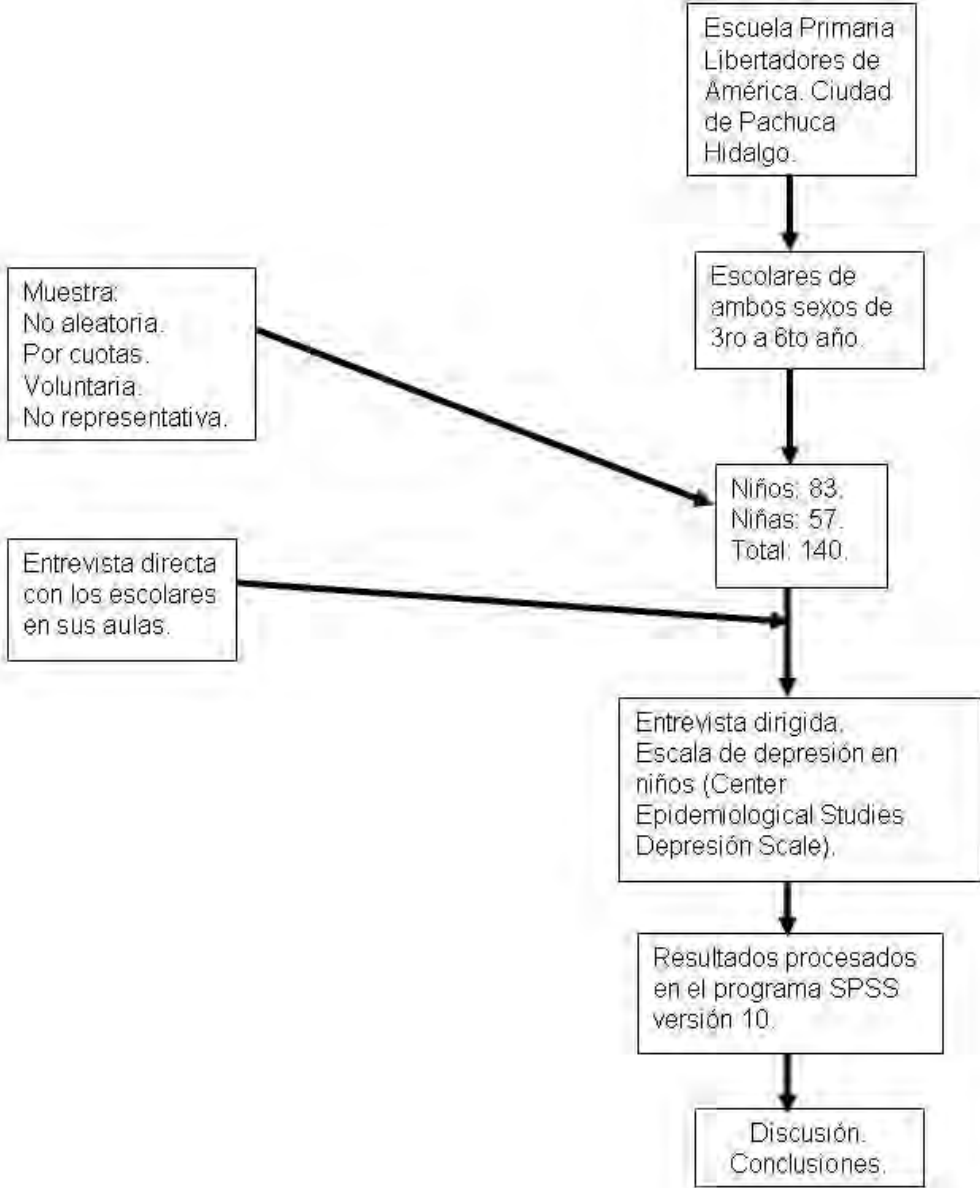 Escuela Primaria
Libertadores de
América. Ciudad
de Pachuca
Hidalgo.
Escolares de
ambos sexos de
3ro a 6to año.
Muestra:
No aleatoria.
Por cuotas.
Voluntaria.
No representativa.
Niños: 83.
Niñas: 57.
Total: 140.
Entrevista directa
con los escolares
en sus aulas.
Entrevista dirigida.
Escala de depresión en
niños (Center
Epidemiological Studies
Depresión Scale).
Resultados procesados
en el programa SPSS
versión 10.
Discusión.
Conclusiones.